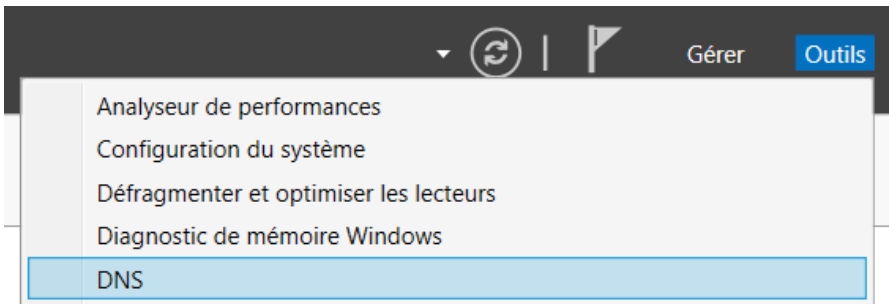 Gérer Outils
Analyseur de performances
Configuration du système
Défragmenter et optimiser les lecteurs
Diagnostic de mémoire Windows
DNS